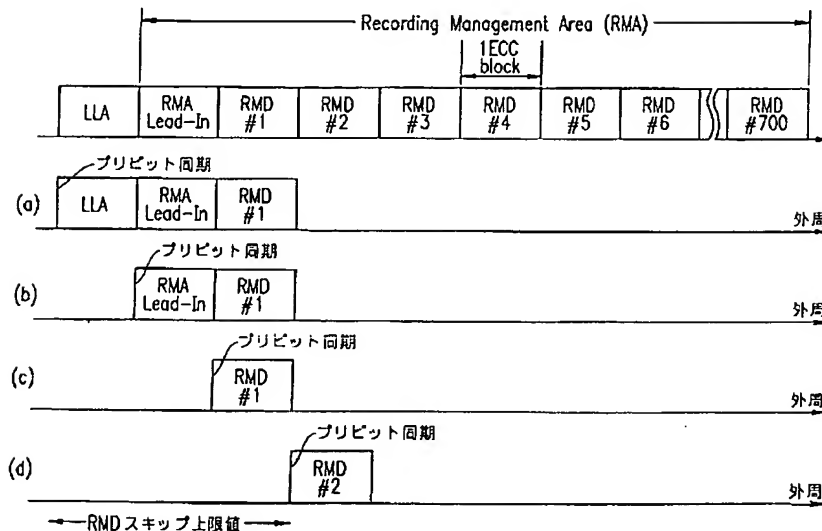 Recording Management Area (RMA)
1ECC
block
LLA
RMA
Lead-In
RMD
#1
RMD
#2
RMD
#3
RMD
#4
RMD
#5
RMD
#6
RMD
#700
プリピット同期
(a)
LLA
RMA
Lead-In
RMD
#1
外周
プリピット同期
(b)
RMA
Lead-In
RMD
#1
外周
プリピット同期
(c)
RMD
#1
外周
プリピット同期
(d)
RMD
#2
外周
RMDスキップ上限値